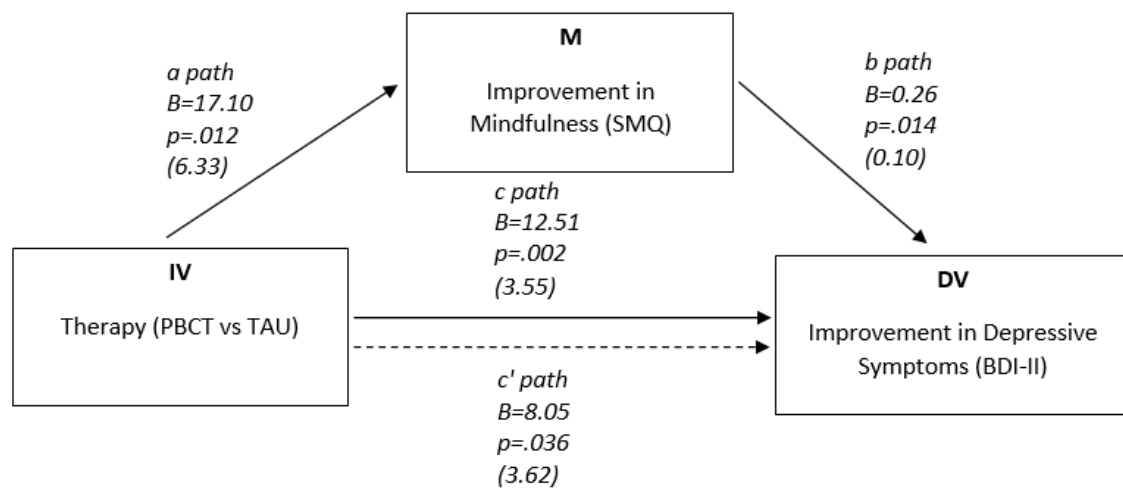 M
Improvement in
Mindfulness (SMQ)
a path
B=17.10
p=.012
(6.33)
b path
B=0.26
p=.014
(0.10)
c path
B=12.51
p=.002
(3.55)
IV
Therapy (PBCT vs TAU)
DV
Improvement in Depressive
Symptoms (BDI-II)
c' path
B=8.05
p=.036
(3.62)